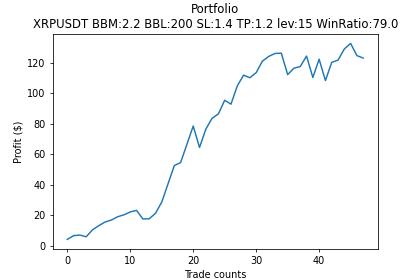 Portfolio
XRPUSDT BBM:2.2 BBL:200 SL:1.4 TP:1.2 lev:15 WinRatio:79.0
Profit ($)
120
100
80
60
40
20
0
0 10 20 30 40
Trade counts